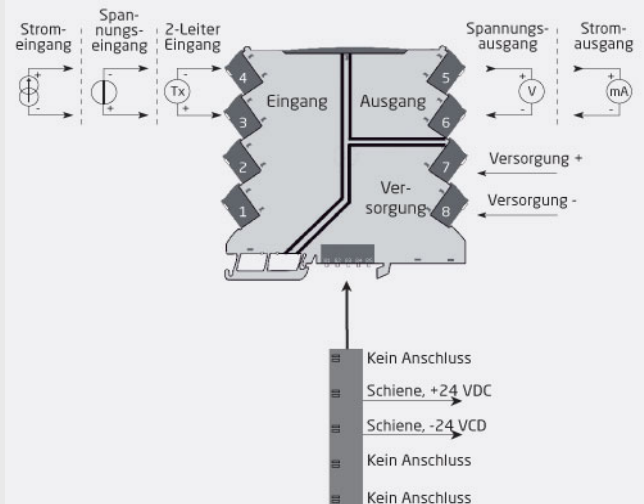 Strom-
eingang
Span-
nungs-
eingang
2-Leiter
Eingang
Spannungs-
ausgang
Strom-
ausgang
+
-
+
-
Tx
+
4
3
2
1
Eingang
Ausgang
Ver-
sorgung
5
6
7
8
+
V
-
+
mA
-
Versorgung +
Versorgung -
Kein Anschluss
Schiene, +24 VDC
Schiene, -24 VCD
Kein Anschluss
Kein Anschluss